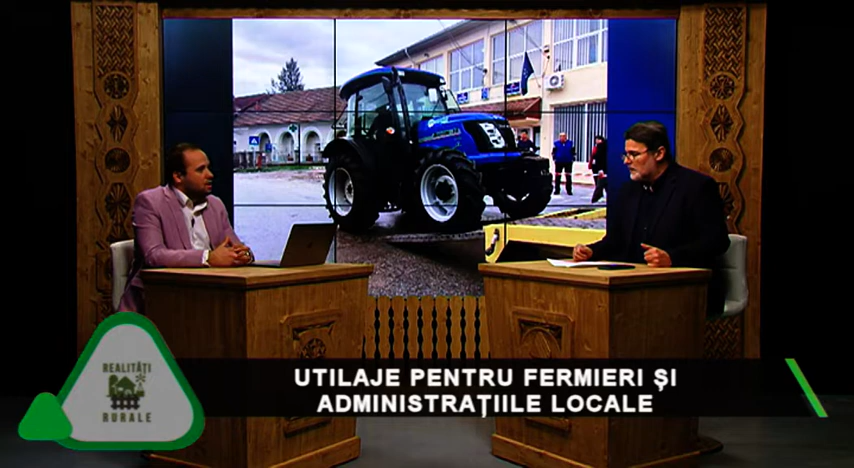 REALITĂȚI
RURALE
UTILAJE PENTRU FERMIERI ȘI
ADMINISTRAȚIILE LOCALE